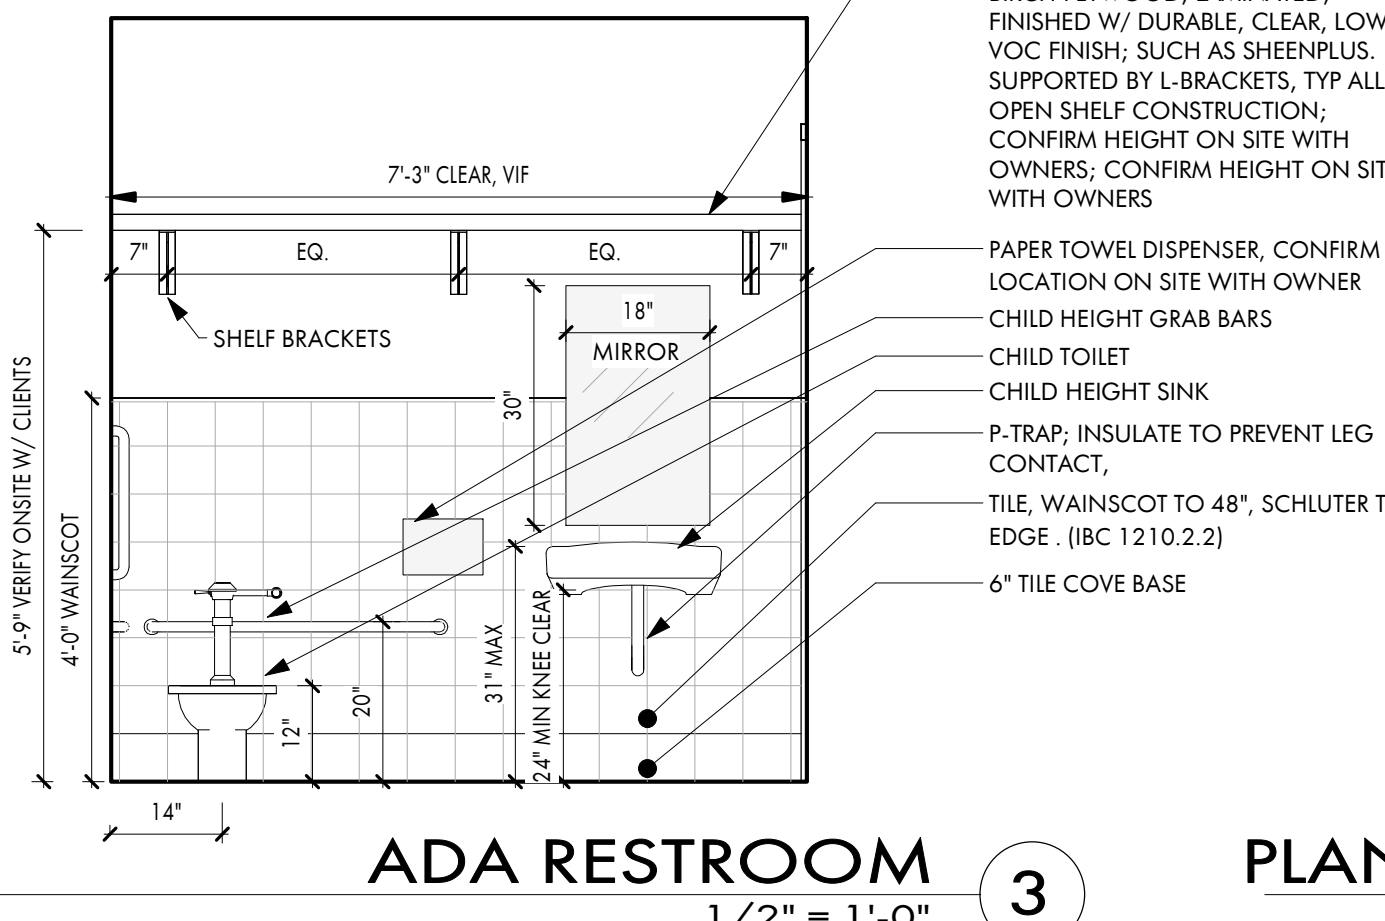 FINISHED W/ DURABLE, CLEAR, LOW
VOC FINISH; SUCH AS SHEENPLUS.
SUPPORTED BY L-BRACKETS, TYP ALL
OPEN SHELF CONSTRUCTION;
CONFIRM HEIGHT ON SITE WITH
OWNERS; CONFIRM HEIGHT ON SIT
WITH OWNERS
7'-3" CLEAR, VIF
7"
EQ.
EQ.
7"
SHELF BRACKETS
18"
MIRROR
30"
PAPER TOWEL DISPENSER, CONFIRM
LOCATION ON SITE WITH OWNER
CHILD HEIGHT GRAB BARS
CHILD TOILET
CHILD HEIGHT SINK
P-TRAP; INSULATE TO PREVENT LEG
CONTACT,
TILE, WAINSCOT TO 48", SCHLUTER T
EDGE . (IBC 1210.2.2)
6" TILE COVE BASE
5'-9" VERIFY ONSITE W/ CLIENTS
4'-0" WAINSCOT
12"
20"
31" MAX
24" MIN KNEE CLEAR
14"
ADA RESTROOM
3
PLAN
1/2" = 1'-0"